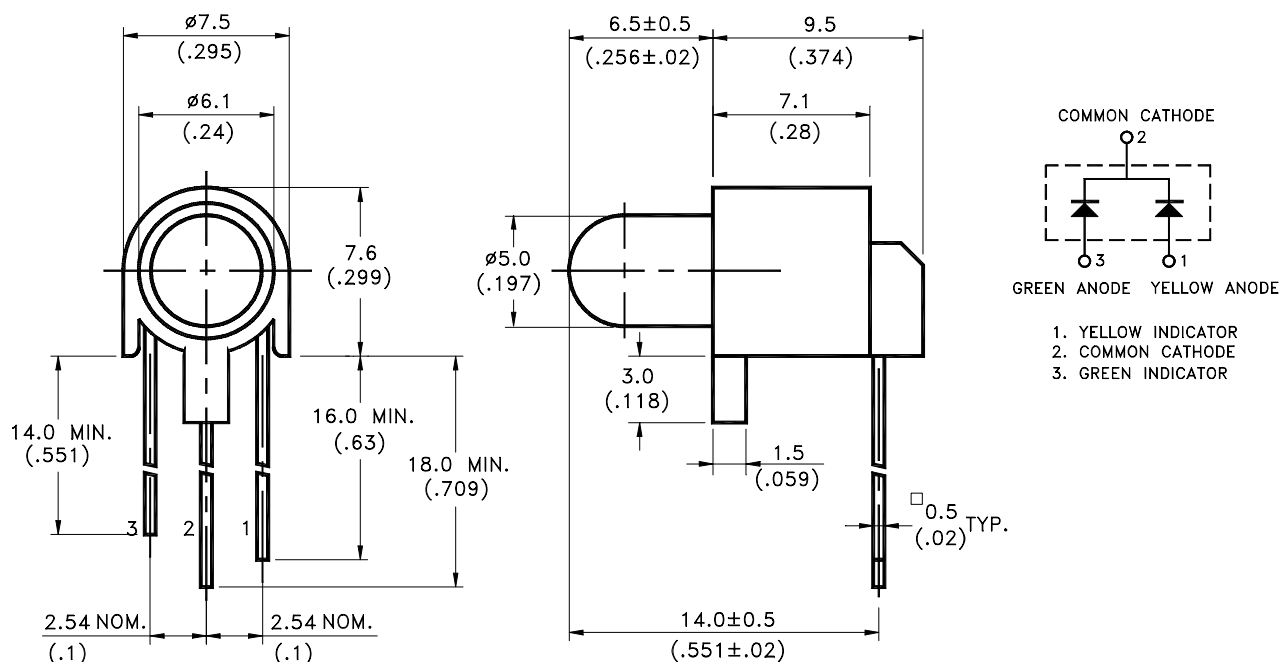 ø7.5
(.295)
ø6.1
(.24)
7.6
(.299)
14.0 MIN.
(.551)
16.0 MIN.
(.63)
18.0 MIN.
(.709)
3
2
1
2.54 NOM.
(.1)
2.54 NOM.
(.1)
6.5±0.5
(.256±.02)
9.5
(.374)
7.1
(.28)
ø5.0
(.197)
3.0
(.118)
1.5
(.059)
□
0.5 TYP.
(.02)
14.0±0.5
(.551±.02)
COMMON CATHODE
2
3
1
GREEN ANODE YELLOW ANODE
1. YELLOW INDICATOR
2. COMMON CATHODE
3. GREEN INDICATOR